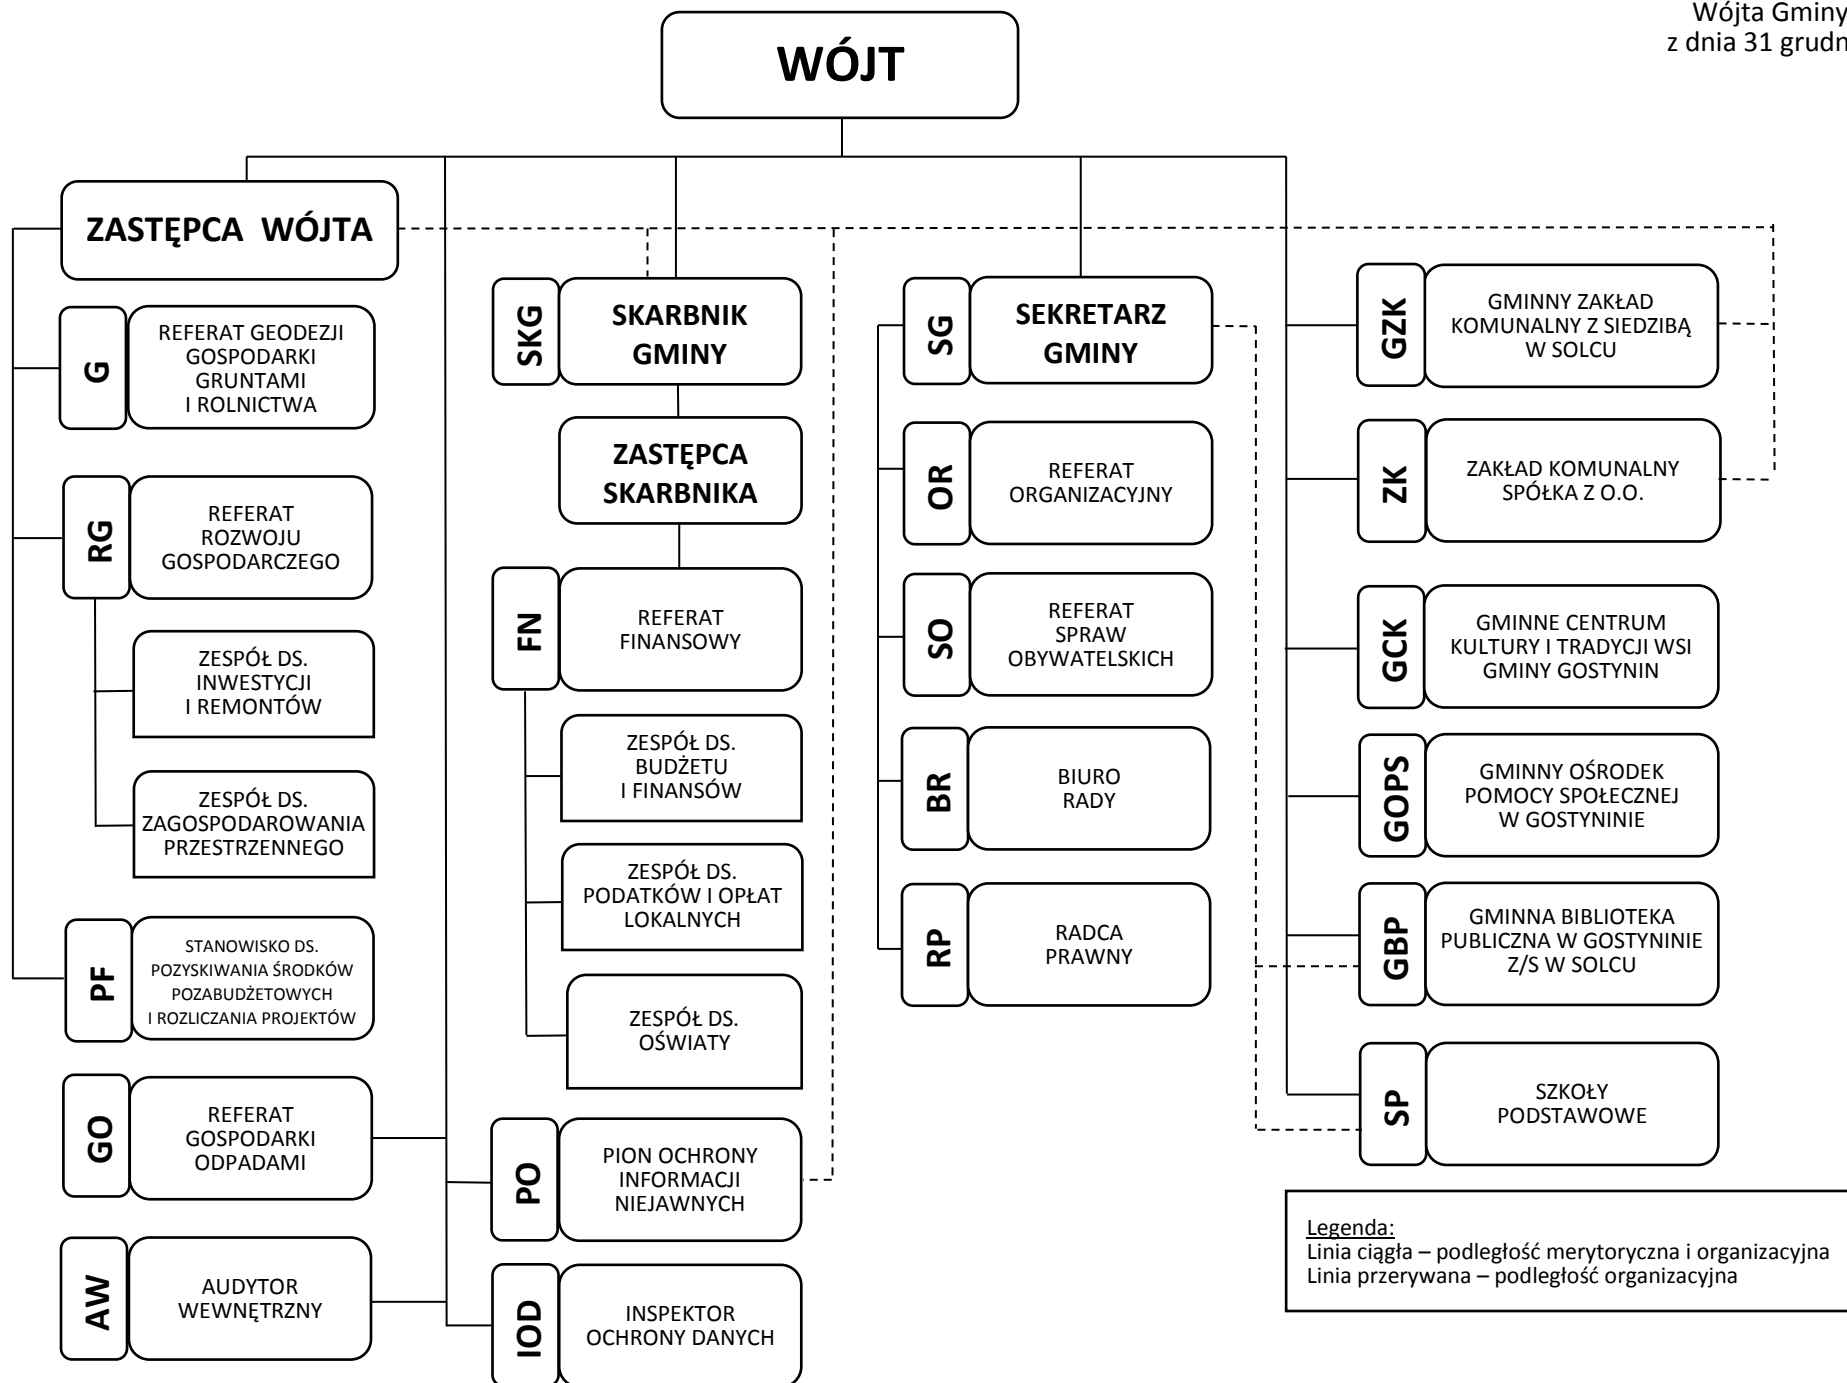 Wójta Gminy
z dnia 31 grudn
WÓJT
ZASTĘPCA WÓJTA
G
REFERAT GEODEZJI
GOSPODARKI
GRUNTAMI
I ROLNICTWA
RG
REFERAT
ROZWOJU
GOSPODARCZEGO
ZESPÓŁ DS.
INWESTYCJI
I REMONTÓW
ZESPÓŁ DS.
ZAGOSPODAROWANIA
PRZESTRZENNEGO
PF
STANOWISKO DS.
POZYSKIWANIA ŚRODKÓW
POZABUDŻETOWYCH
I ROZLICZANIA PROJEKTÓW
GO
REFERAT
GOSPODARKI
ODPADAMI
AW
AUDYTOR
WEWNĘTRZNY
SKG
SKARBNIK
GMINY
ZASTĘPCA
SKARBNIKA
FN
REFERAT
FINANSOWY
ZESPÓŁ DS.
BUDŻETU
I FINANSÓW
ZESPÓŁ DS.
PODATKÓW I OPŁAT
LOKALNYCH
ZESPÓŁ DS.
OŚWIATY
PO
PION OCHRONY
INFORMACJI
NIEJAWNYCH
IOD
INSPEKTOR
OCHRONY DANYCH
SG
SEKRETARZ
GMINY
OR
REFERAT
ORGANIZACYJNY
SO
REFERAT
SPRAW
OBYWATELSKICH
BR
BIURO
RADY
RP
RADCA
PRAWNY
GZK
GMINNY ZAKŁAD
KOMUNALNY Z SIEDZIBĄ
W SOLCU
ZK
ZAKŁAD KOMUNALNY
SPÓŁKA Z O.O.
GCK
GMINNE CENTRUM
KULTURY I TRADYCJI WSI
GMINY GOSTYNIN
GOPS
GMINNY OŚRODEK
POMOCY SPOŁECZNEJ
W GOSTYNINIE
GBP
GMINNA BIBLIOTEKA
PUBLICZNA W GOSTYNINIE
Z/S W SOLCU
SP
SZKOŁY
PODSTAWOWE
Legenda:
Linia ciągła – podległość merytoryczna i organizacyjna
Linia przerywana – podległość organizacyjna